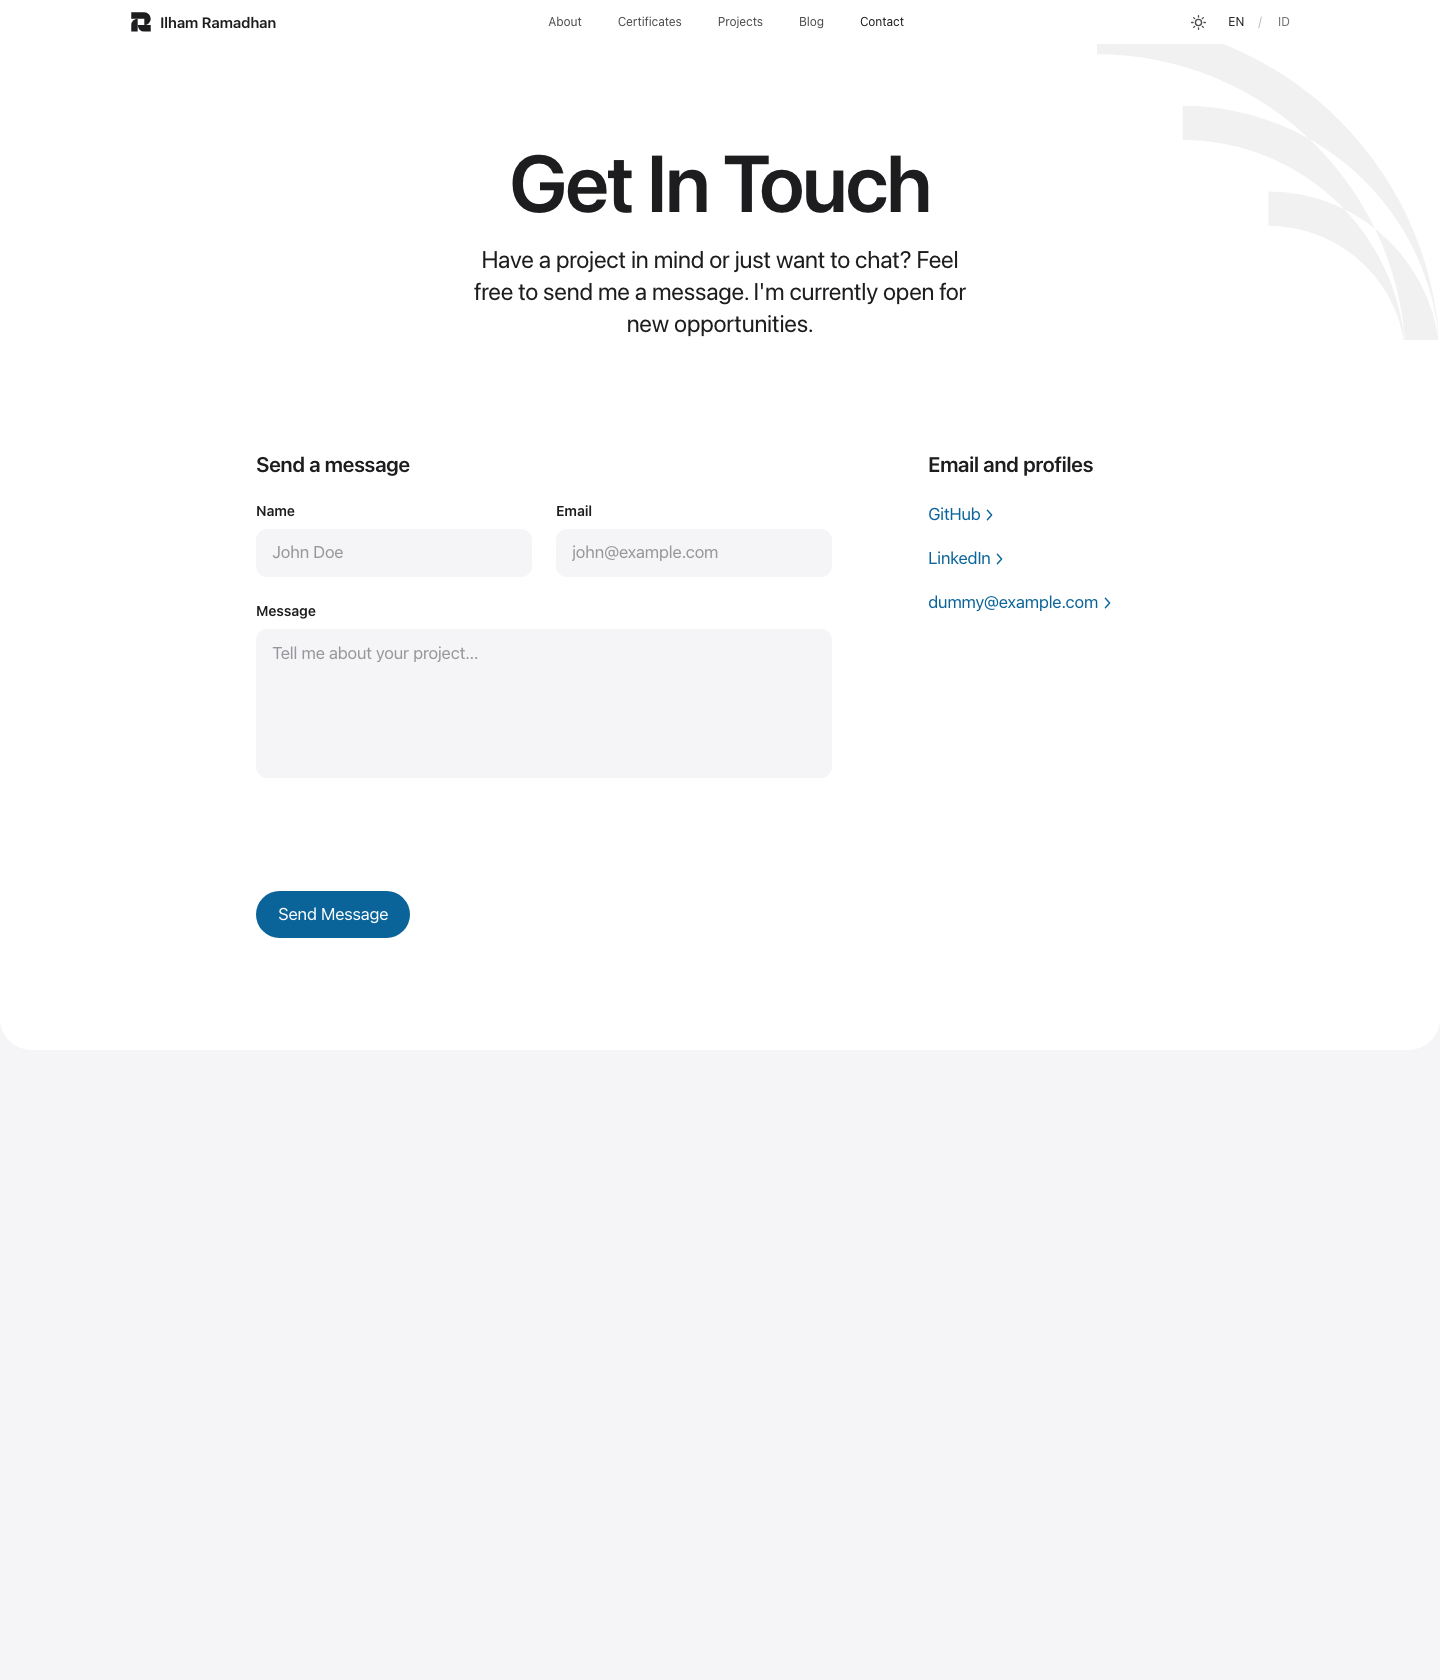 Ilham Ramadhan
About
Certificates
Projects
Blog
Contact
EN / ID
Get In Touch
Have a project in mind or just want to chat? Feel
free to send me a message. I'm currently open for
new opportunities.
Send a message
Name
Email
John Doe
john@example.com
Message
Tell me about your project...
Send Message
Email and profiles
GitHub
LinkedIn
dummy@example.com